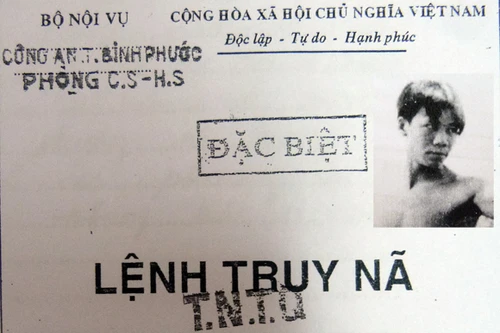 BỘ NỘI VỤ
CỘNG HÒA XÃ HỘI CHỦ NGHĨA VIỆT NAM
Độc lập - Tự do - Hạnh phúc
CÔNG AN.T.BÌNH PHƯỚC
PHÒNG C.S-H.S
ĐẶC BIỆT
LỆNH TRUY NÃ
T.N.T.Q